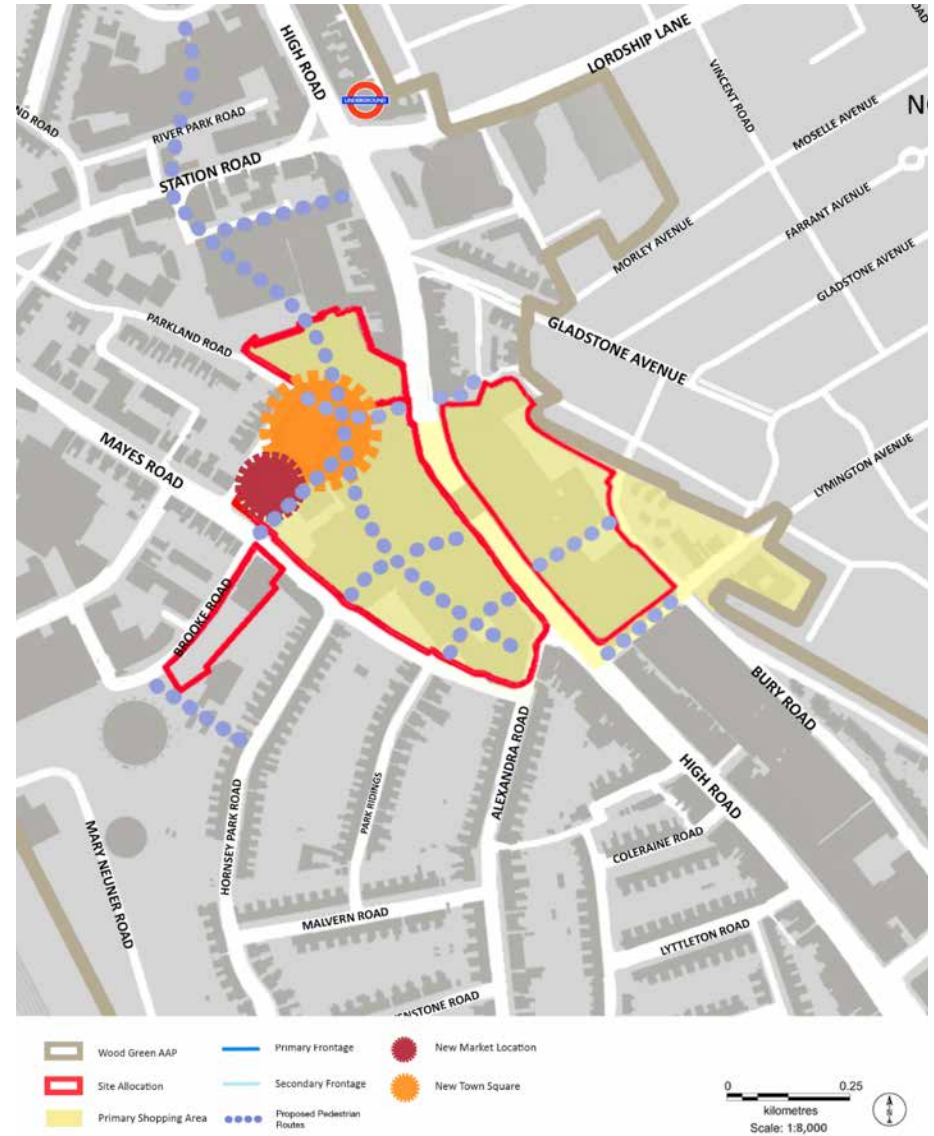 HIGH ROAD
LORDSHIP LANE
UNDERGROUND
VINCENT ROAD
MOSELLE AVENUE
RIVER PARK ROAD
STATION ROAD
FARRANT AVENUE
MORLEY AVENUE
GLADSTONE AVENUE
PARKLAND ROAD
GLADSTONE AVENUE
MAYES ROAD
LYMINGTON AVENUE
BROOKE ROAD
BURY ROAD
ALEXANDRA ROAD
HIGH ROAD
PARK RIDINGS
HORNSEY PARK ROAD
COLERAINE ROAD
MARY NEUNER ROAD
MALVERN ROAD
LYTTLETON ROAD
ENSTONE ROAD
Wood Green AAP
Primary Frontage
New Market Location
Site Allocation
Secondary Frontage
New Town Square
Primary Shopping Area
Proposed Pedestrian
Routes
0 0.25
kilometres
Scale: 1:8,000
N